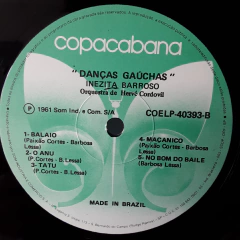 copacabana
"DANÇAS GAÚCHAS"
INEZITA BARROSO
Orquestra de Hervé Cordovil
Ⓟ 1961 Som Ind. e Com. S/A
COELP-40393-B
1- BALAIO
(Paixão Cortes - Barbosa
Lessa)
2- O ANU
(P. Cortes - B. Lessa)
3- TATU
(P. Cortes - B. Lessa)
4- MAÇANICO
(Paixão Cortes - Barbosa
Lessa)
5- NO BOM DO BAILE
(Barbosa Lessa)
MADE IN BRAZIL